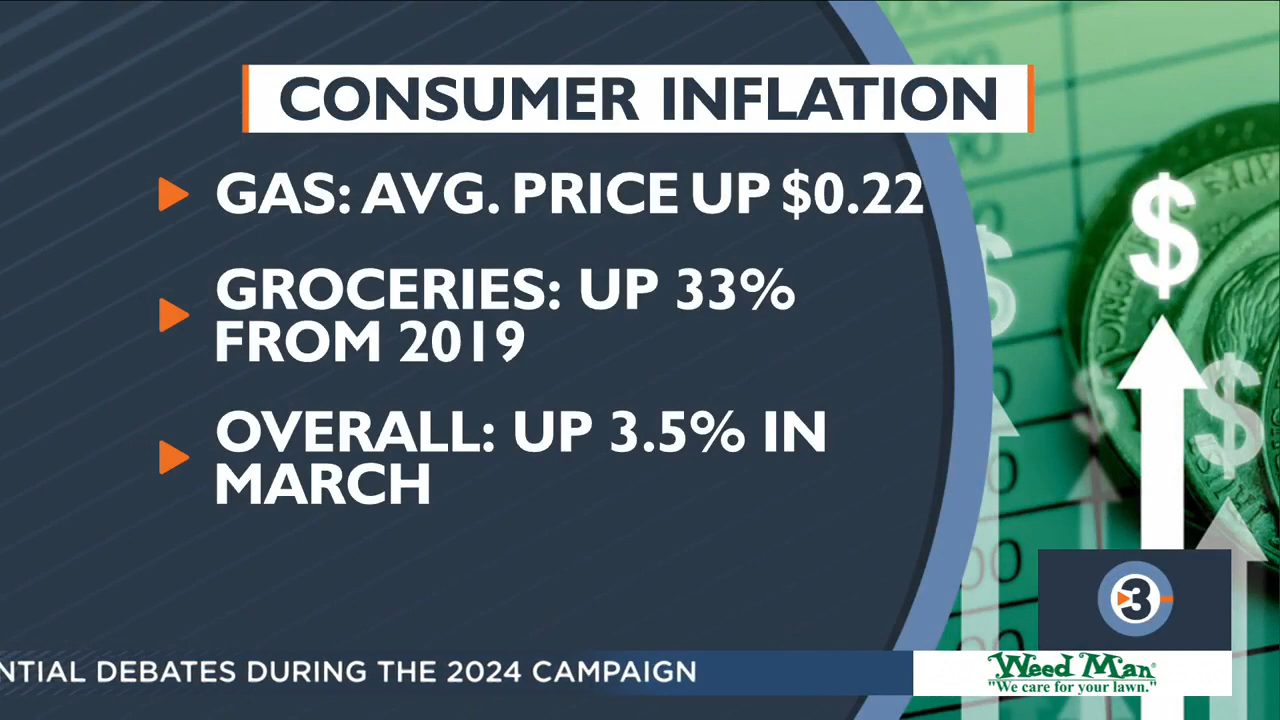 CONSUMER INFLATION
GAS: AVG. PRICE UP $0.22
GROCERIES: UP 33%
FROM 2019
OVERALL: UP 3.5% IN
MARCH
$
$
$
3
NTIAL DEBATES DURING THE 2024 CAMPAIGN
Weed Man®
"We care for your lawn."